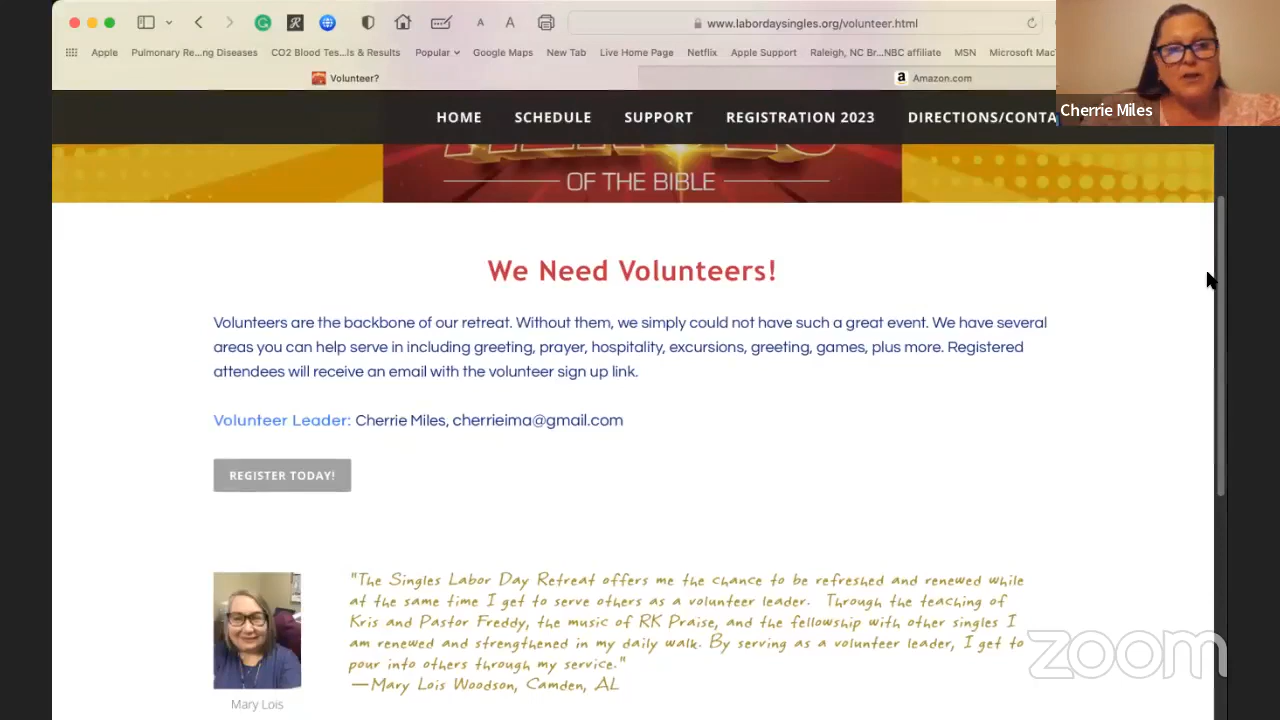 www.labordaysingles.org/volunteer.html
Apple Pulmonary Re...ng Diseases CO2 Blood Tes...ls & Results Popular Google Maps New Tab Live Home Page Netflix Apple Support Raleigh, NC Br...NBC affiliate MSN Microsoft Mac
Volunteer?
Amazon.com
Cherrie Miles
HOME SCHEDULE SUPPORT REGISTRATION 2023 DIRECTIONS/CONTA
OF THE BIBLE
We Need Volunteers!
Volunteers are the backbone of our retreat. Without them, we simply could not have such a great event. We have several
areas you can help serve in including greeting, prayer, hospitality, excursions, greeting, games, plus more. Registered
attendees will receive an email with the volunteer sign up link.
Volunteer Leader: Cherrie Miles, cherrieima@gmail.com
REGISTER TODAY!
"The Singles Labor Day Retreat offers me the chance to be refreshed and renewed while
at the same time I get to serve others as a volunteer leader. Through the teaching of
Kris and Pastor Freddy, the music of RK Praise, and the fellowship with other singles I
am renewed and strengthened in my daily walk. By serving as a volunteer leader, I get to
pour into others through my service."
—Mary Lois Woodson, Camden, AL
Mary Lois
zoom